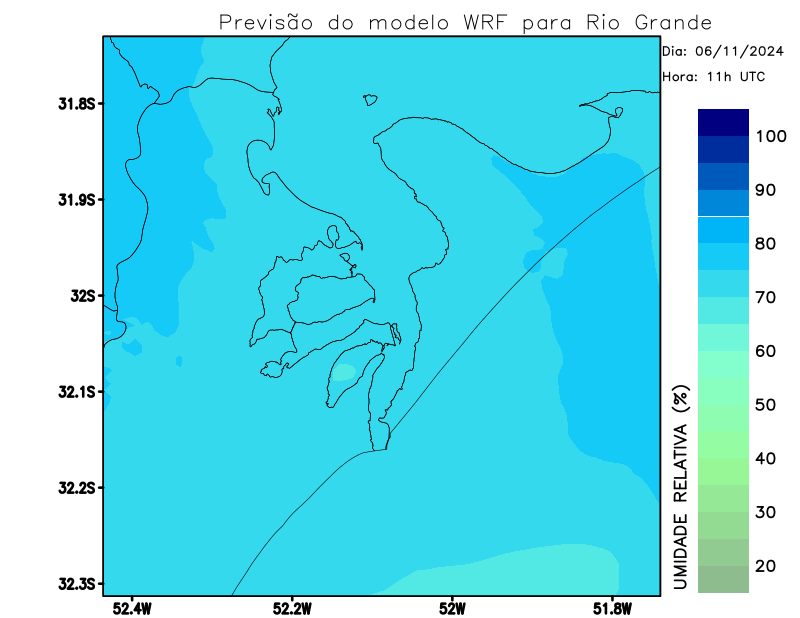 Previsão do modelo WRF para Rio Grande
Dia: 06/11/2024
Hora: 11h UTC
31.8S
31.9S
32S
32.1S
32.2S
32.3S
52.4W
52.2W
52W
51.8W
100
90
80
70
60
50
40
30
20
UMIDADE RELATIVA (%)